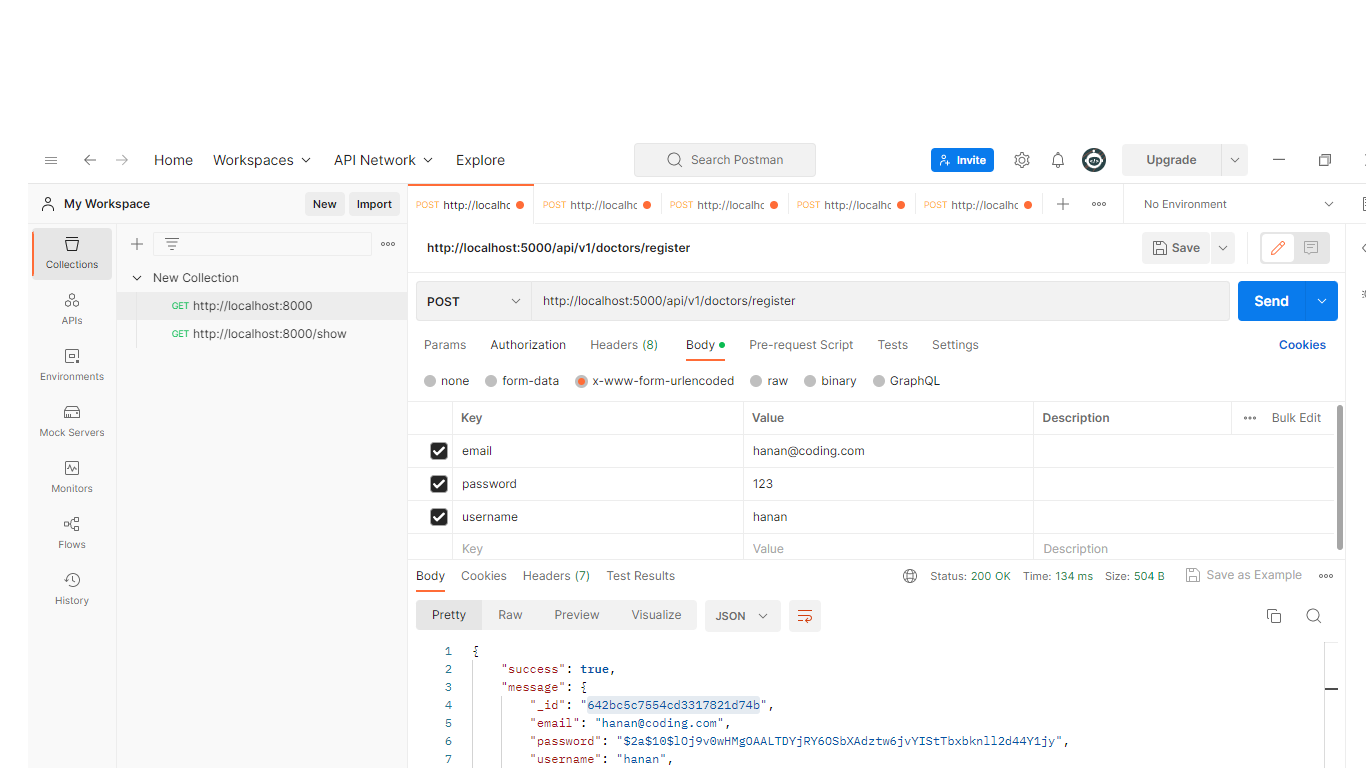 Home Workspaces API Network Explore Search Postman Invite Upgrade
My Workspace New Import POST http://localhc POST http://localhc POST http://localhc POST http://localhc POST http://localhc No Environment
Collections
APIs
Environments
Mock Servers
Monitors
Flows
History
New Collection
GET http://localhost:8000
GET http://localhost:8000/show
http://localhost:5000/api/v1/doctors/register Save
POST http://localhost:5000/api/v1/doctors/register Send
Params Authorization Headers (8) Body Pre-request Script Tests Settings Cookies
none form-data x-www-form-urlencoded raw binary GraphQL
Key Value Description Bulk Edit
email hanan@coding.com
password 123
username hanan
Key Value Description
Body Cookies Headers (7) Test Results Status: 200 OK Time: 134 ms Size: 504 B Save as Example
Pretty Raw Preview Visualize JSON
1 {
2 "success": true,
3 "message": {
4 "_id": "642bc5c7554cd3317821d74b",
5 "email": "hanan@coding.com",
6 "password": "$2a$10$lOj9v0wHMgOAALTDYjRY6OSbXAdztw6jvYIStTbxbknll2d44Y1jy",
7 "username": "hanan",